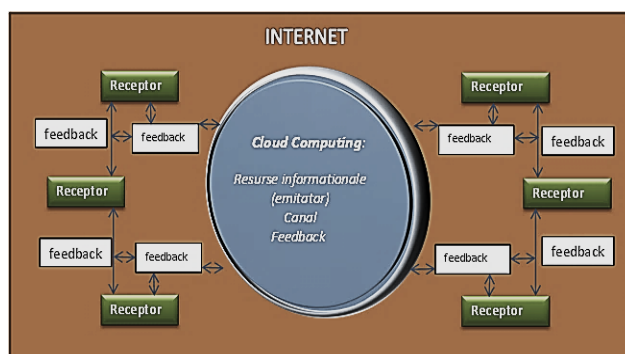 INTERNET
Receptor
Receptor
feedback
feedback
feedback
feedback
Cloud Computing:
Resurse informationale
(emitator)
Canal
Feedback
Receptor
Receptor
feedback
feedback
feedback
feedback
Receptor
Receptor